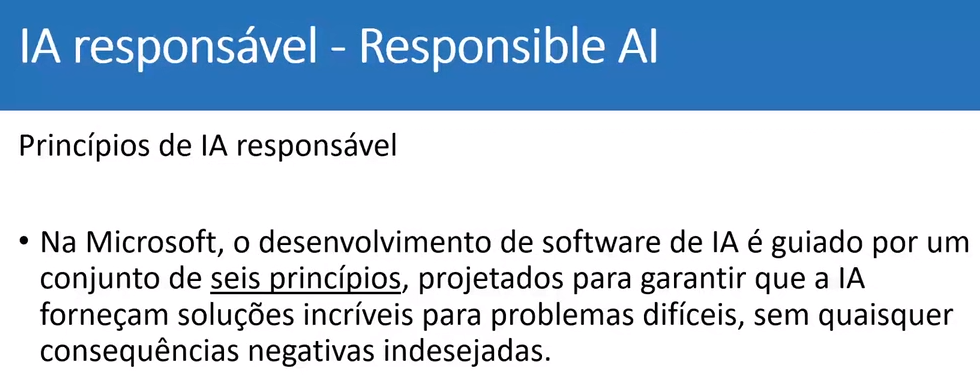 IA responsável - Responsible AI
Princípios de IA responsável
• Na Microsoft, o desenvolvimento de software de IA é guiado por um
conjunto de seis princípios, projetados para garantir que a IA
forneçam soluções incríveis para problemas difíceis, sem quaisquer
consequências negativas indesejadas.